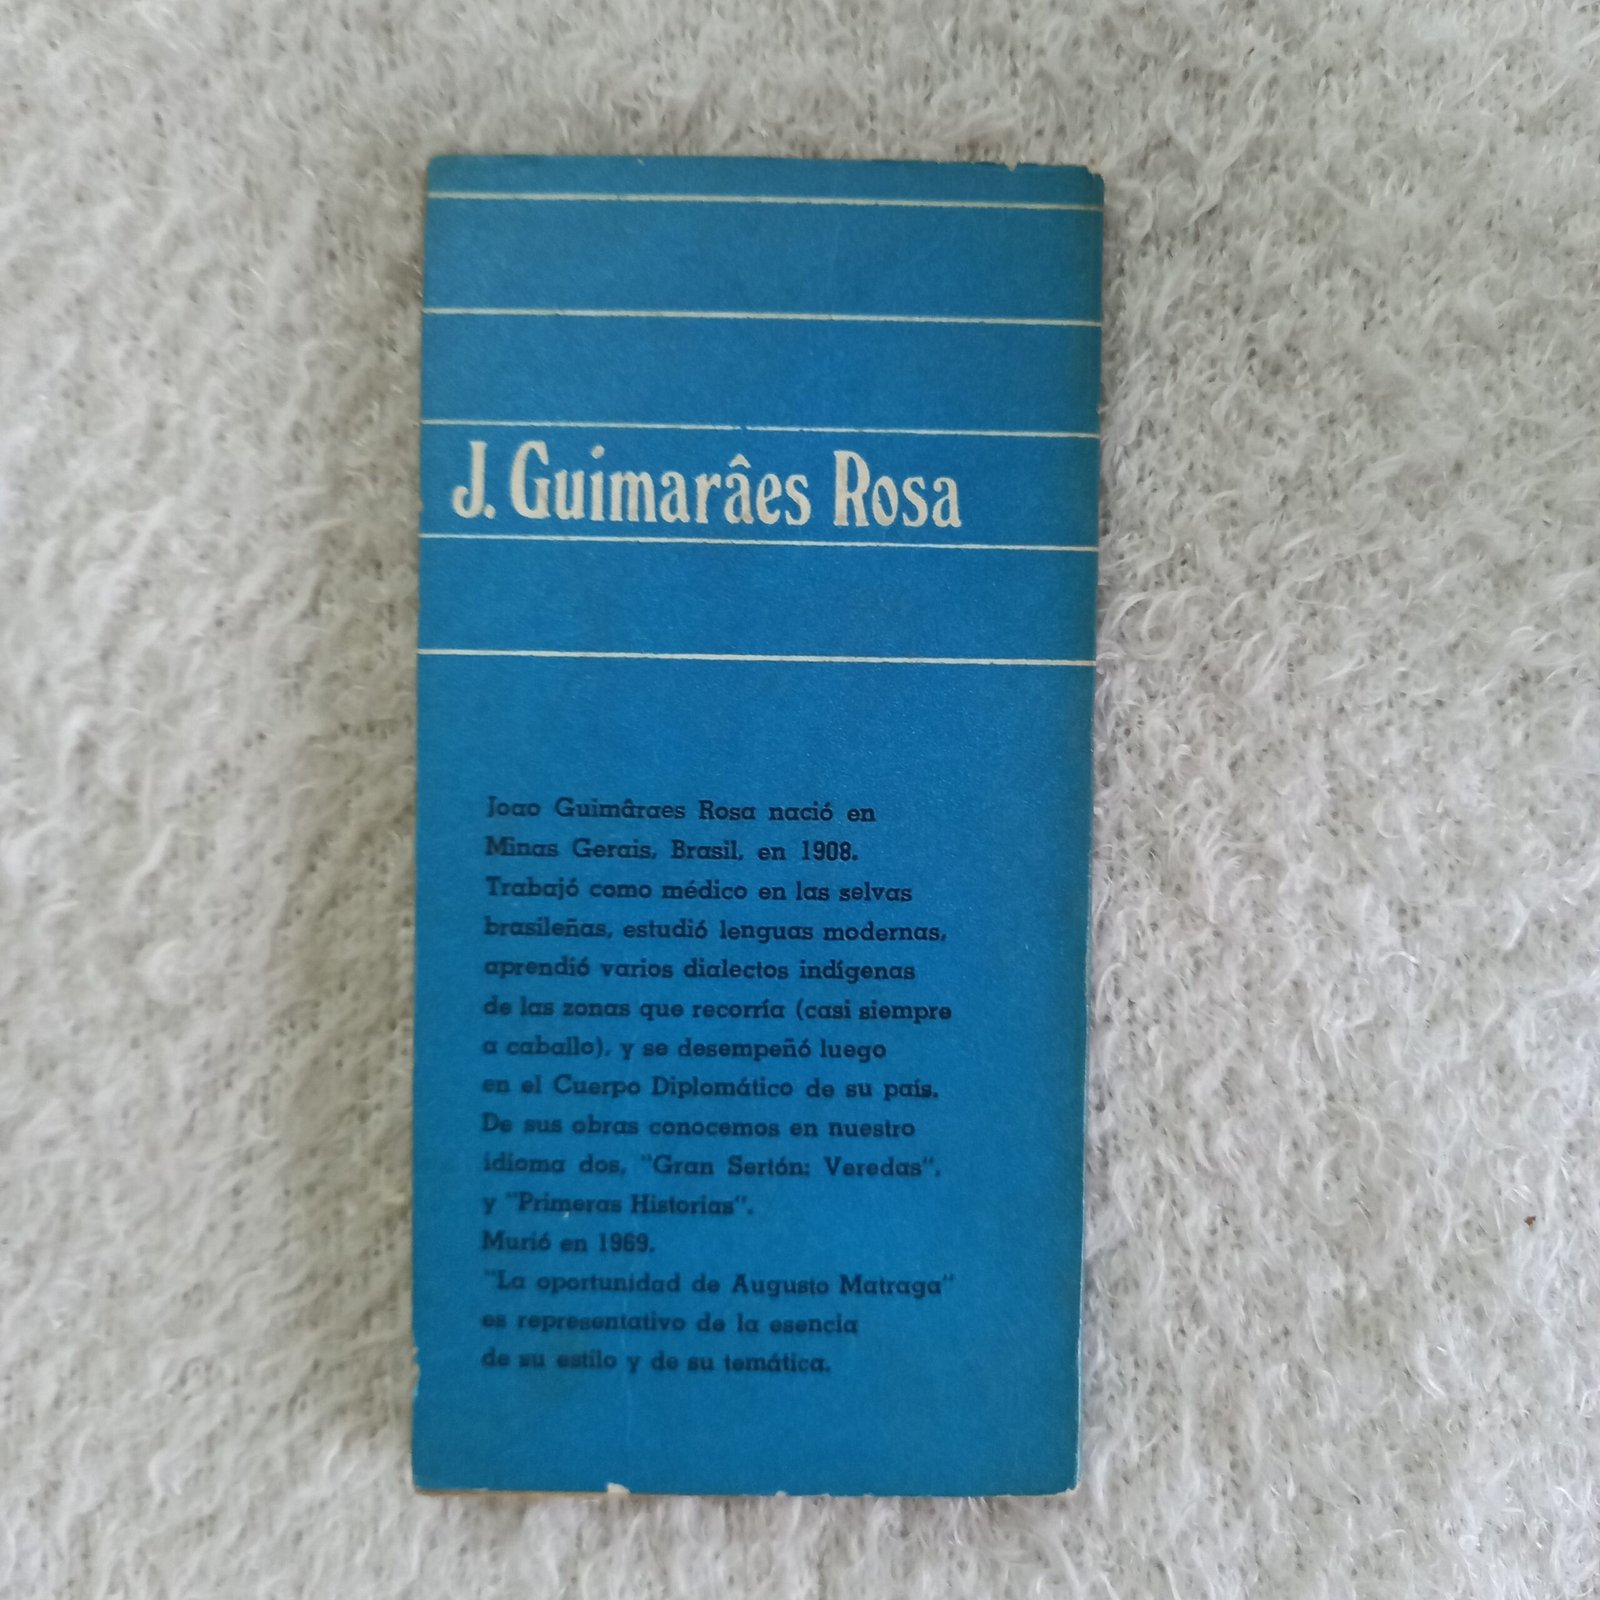 J. Guimarâes Rosa
Joao Guimâraes Rosa nació en
Minas Gerais, Brasil, en 1908.
Trabajó como médico en las selvas
brasileñas, estudió lenguas modernas,
aprendió varios dialectos indígenas
de las zonas que recorría (casi siempre
a caballo), y se desempeñó luego
en el Cuerpo Diplomático de su país.
De sus obras conocemos en nuestro
idioma dos, "Gran Sertón: Veredas",
y "Primeras Historias".
Murió en 1969.
"La oportunidad de Augusto Matraga"
es representativo de la esencia
de su estilo y de su temática.